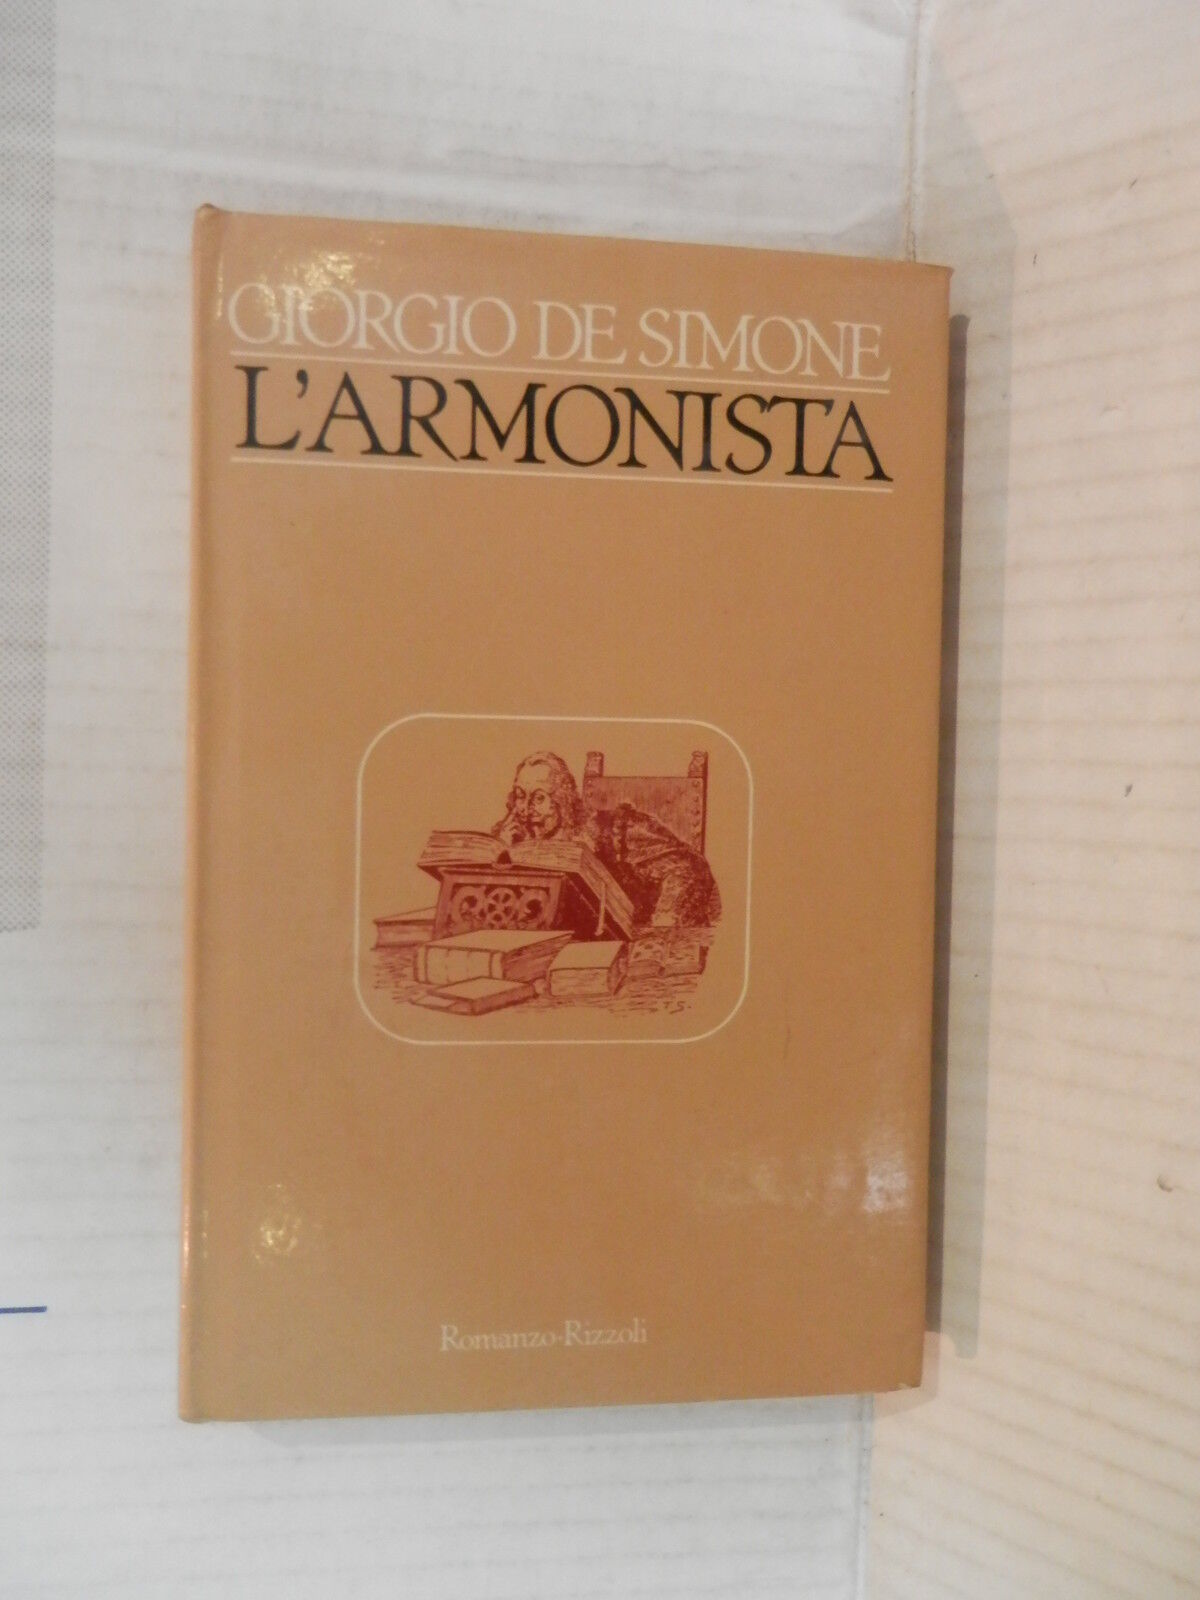 GIORGIO DE SIMONE
L'ARMONISTA
T.S.
Romanzo-Rizzoli